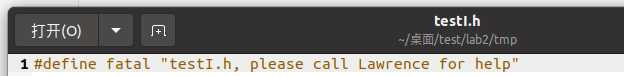 打开(O)
testI.h
~/桌面/test/lab2/tmp
1 #define fatal "testI.h, please call Lawrence for help"